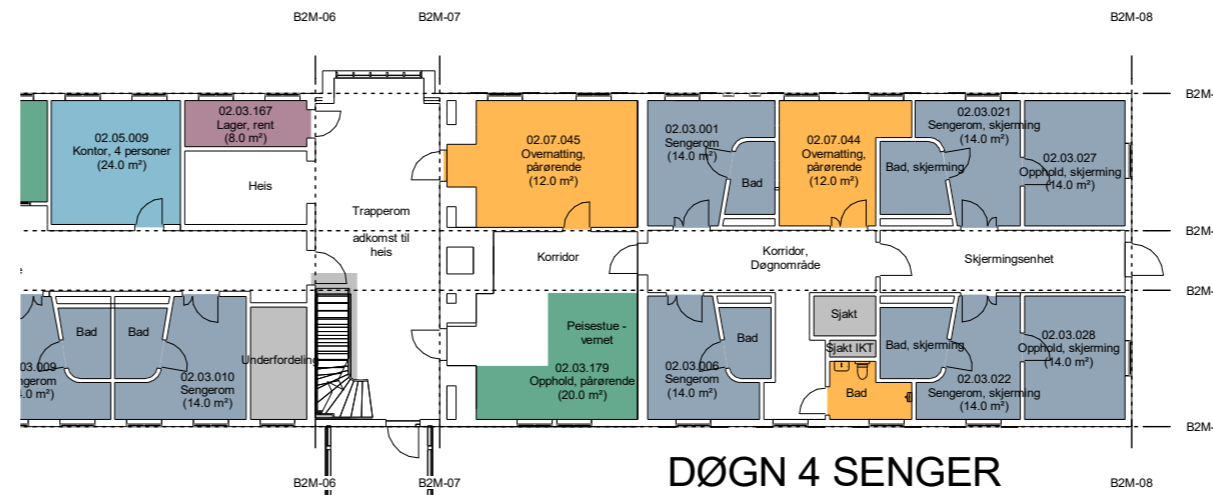 B2M-06
B2M-07
B2M-08
B2M-
02.05.009
Kontor, 4 personer
(24.0 m²)
02.03.167
Lager, rent
(8.0 m²)
Heis
Trapperom
adkomst til
heis
02.07.045
Overnatting,
pårørende
(12.0 m²)
02.03.001
Sengerom
(14.0 m²)
Bad
02.07.044
Overnatting,
pårørende
(12.0 m²)
Bad, skjerming
02.03.021
Sengerom, skjerming
(14.0 m²)
02.03.027
Opphold, skjerming
(14.0 m²)
B2M-
Korridor
Korridor,
Døgnområde
Skjermingsenhet
B2M-
Bad
Bad
03.009
ngerom
.0 m²)
02.03.010
Sengerom
(14.0 m²)
Underfordeling
Peisestue -
vernet
02.03.179
Opphold, pårørende
(20.0 m²)
02.03.006
Sengerom
(14.0 m²)
Bad
Sjakt
Sjakt IKT
Bad
Bad, skjerming
02.03.022
Sengerom, skjerming
(14.0 m²)
02.03.028
Opphold, skjerming
(14.0 m²)
B2M-
DØGN 4 SENGER
B2M-06
B2M-07
B2M-08